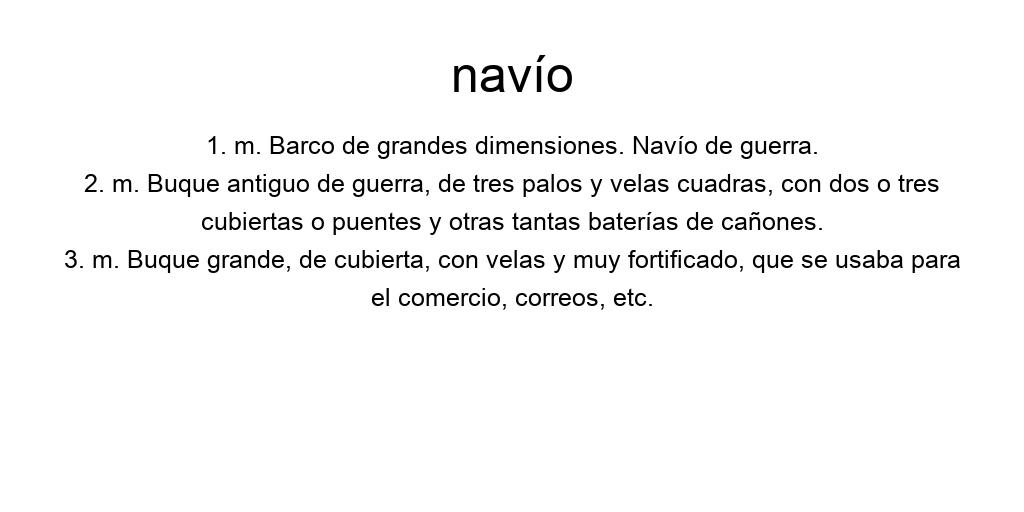 navío
1. m. Barco de grandes dimensiones. Navío de guerra.
2. m. Buque antiguo de guerra, de tres palos y velas cuadras, con dos o tres
cubiertas o puentes y otras tantas baterías de cañones.
3. m. Buque grande, de cubierta, con velas y muy fortificado, que se usaba para
el comercio, correos, etc.